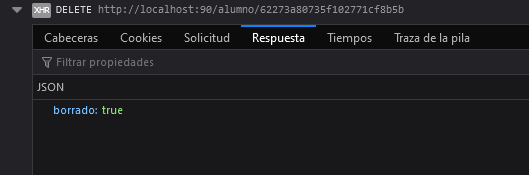 XHR DELETE http://localhost:90/alumno/62273a80735f102771cf8b5b
Cabeceras Cookies Solicitud Respuesta Tiempos Traza de la pila
Filtrar propiedades
JSON
borrado: true